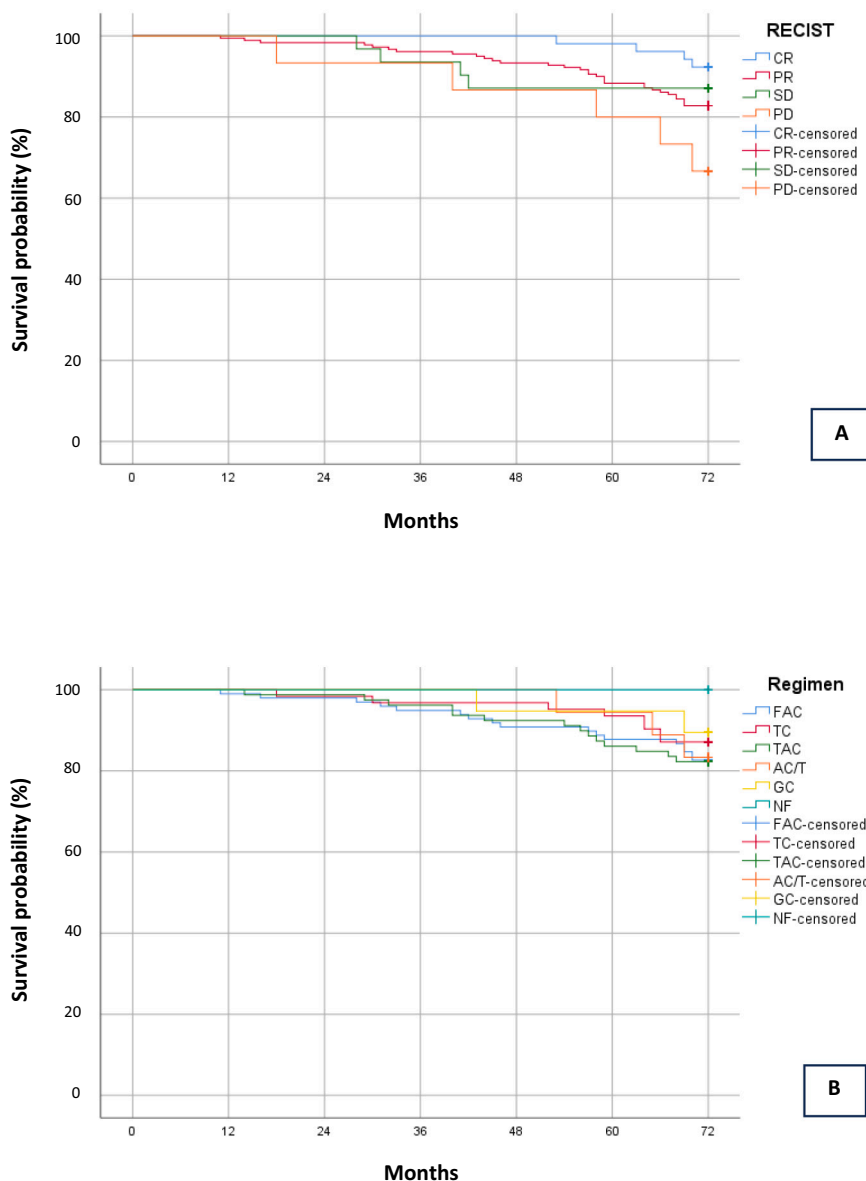 RECIST
CR
PR
SD
PD
CR-censored
PR-censored
SD-censored
PD-censored
Survival probability (%)
100
80
60
40
20
0
0 12 24 36 48 60 72
Months
A
Regimen
FAC
TC
TAC
AC/T
GC
NF
FAC-censored
TC-censored
TAC-censored
AC/T-censored
GC-censored
NF-censored
Survival probability (%)
100
80
60
40
20
0
0 12 24 36 48 60 72
Months
B